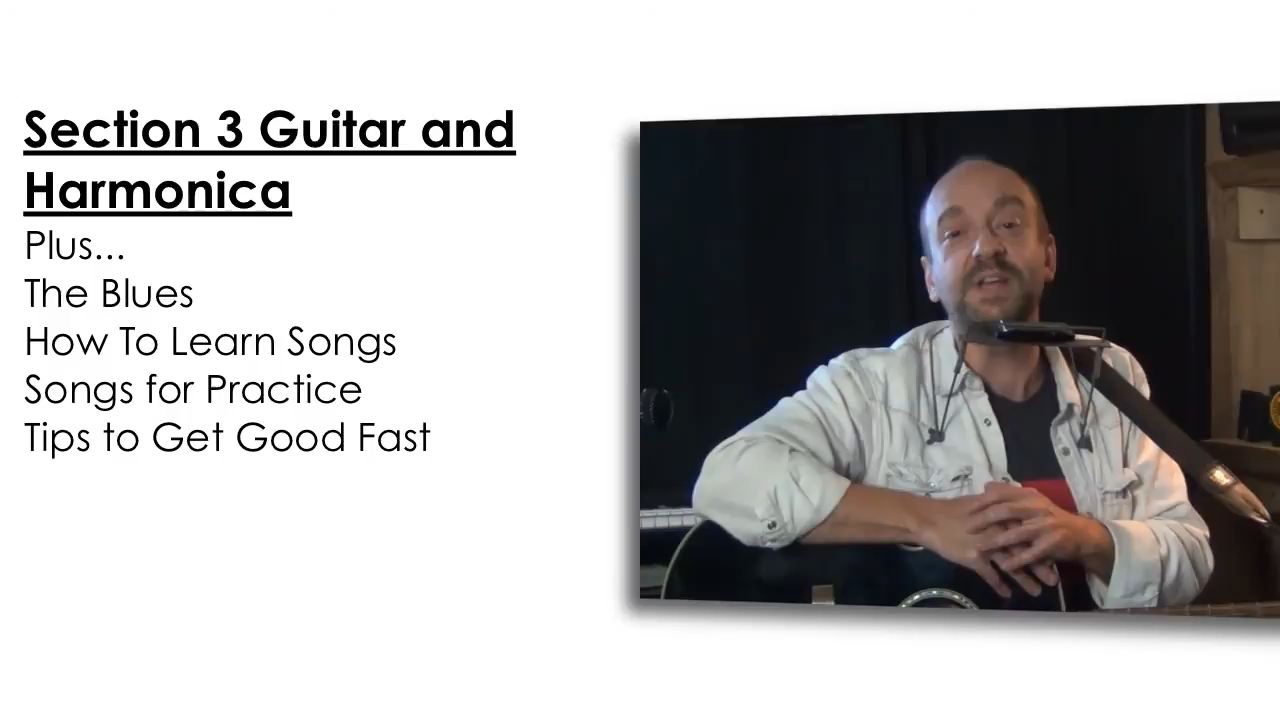 Section 3 Guitar and
Harmonica
Plus...
The Blues
How To Learn Songs
Songs for Practice
Tips to Get Good Fast